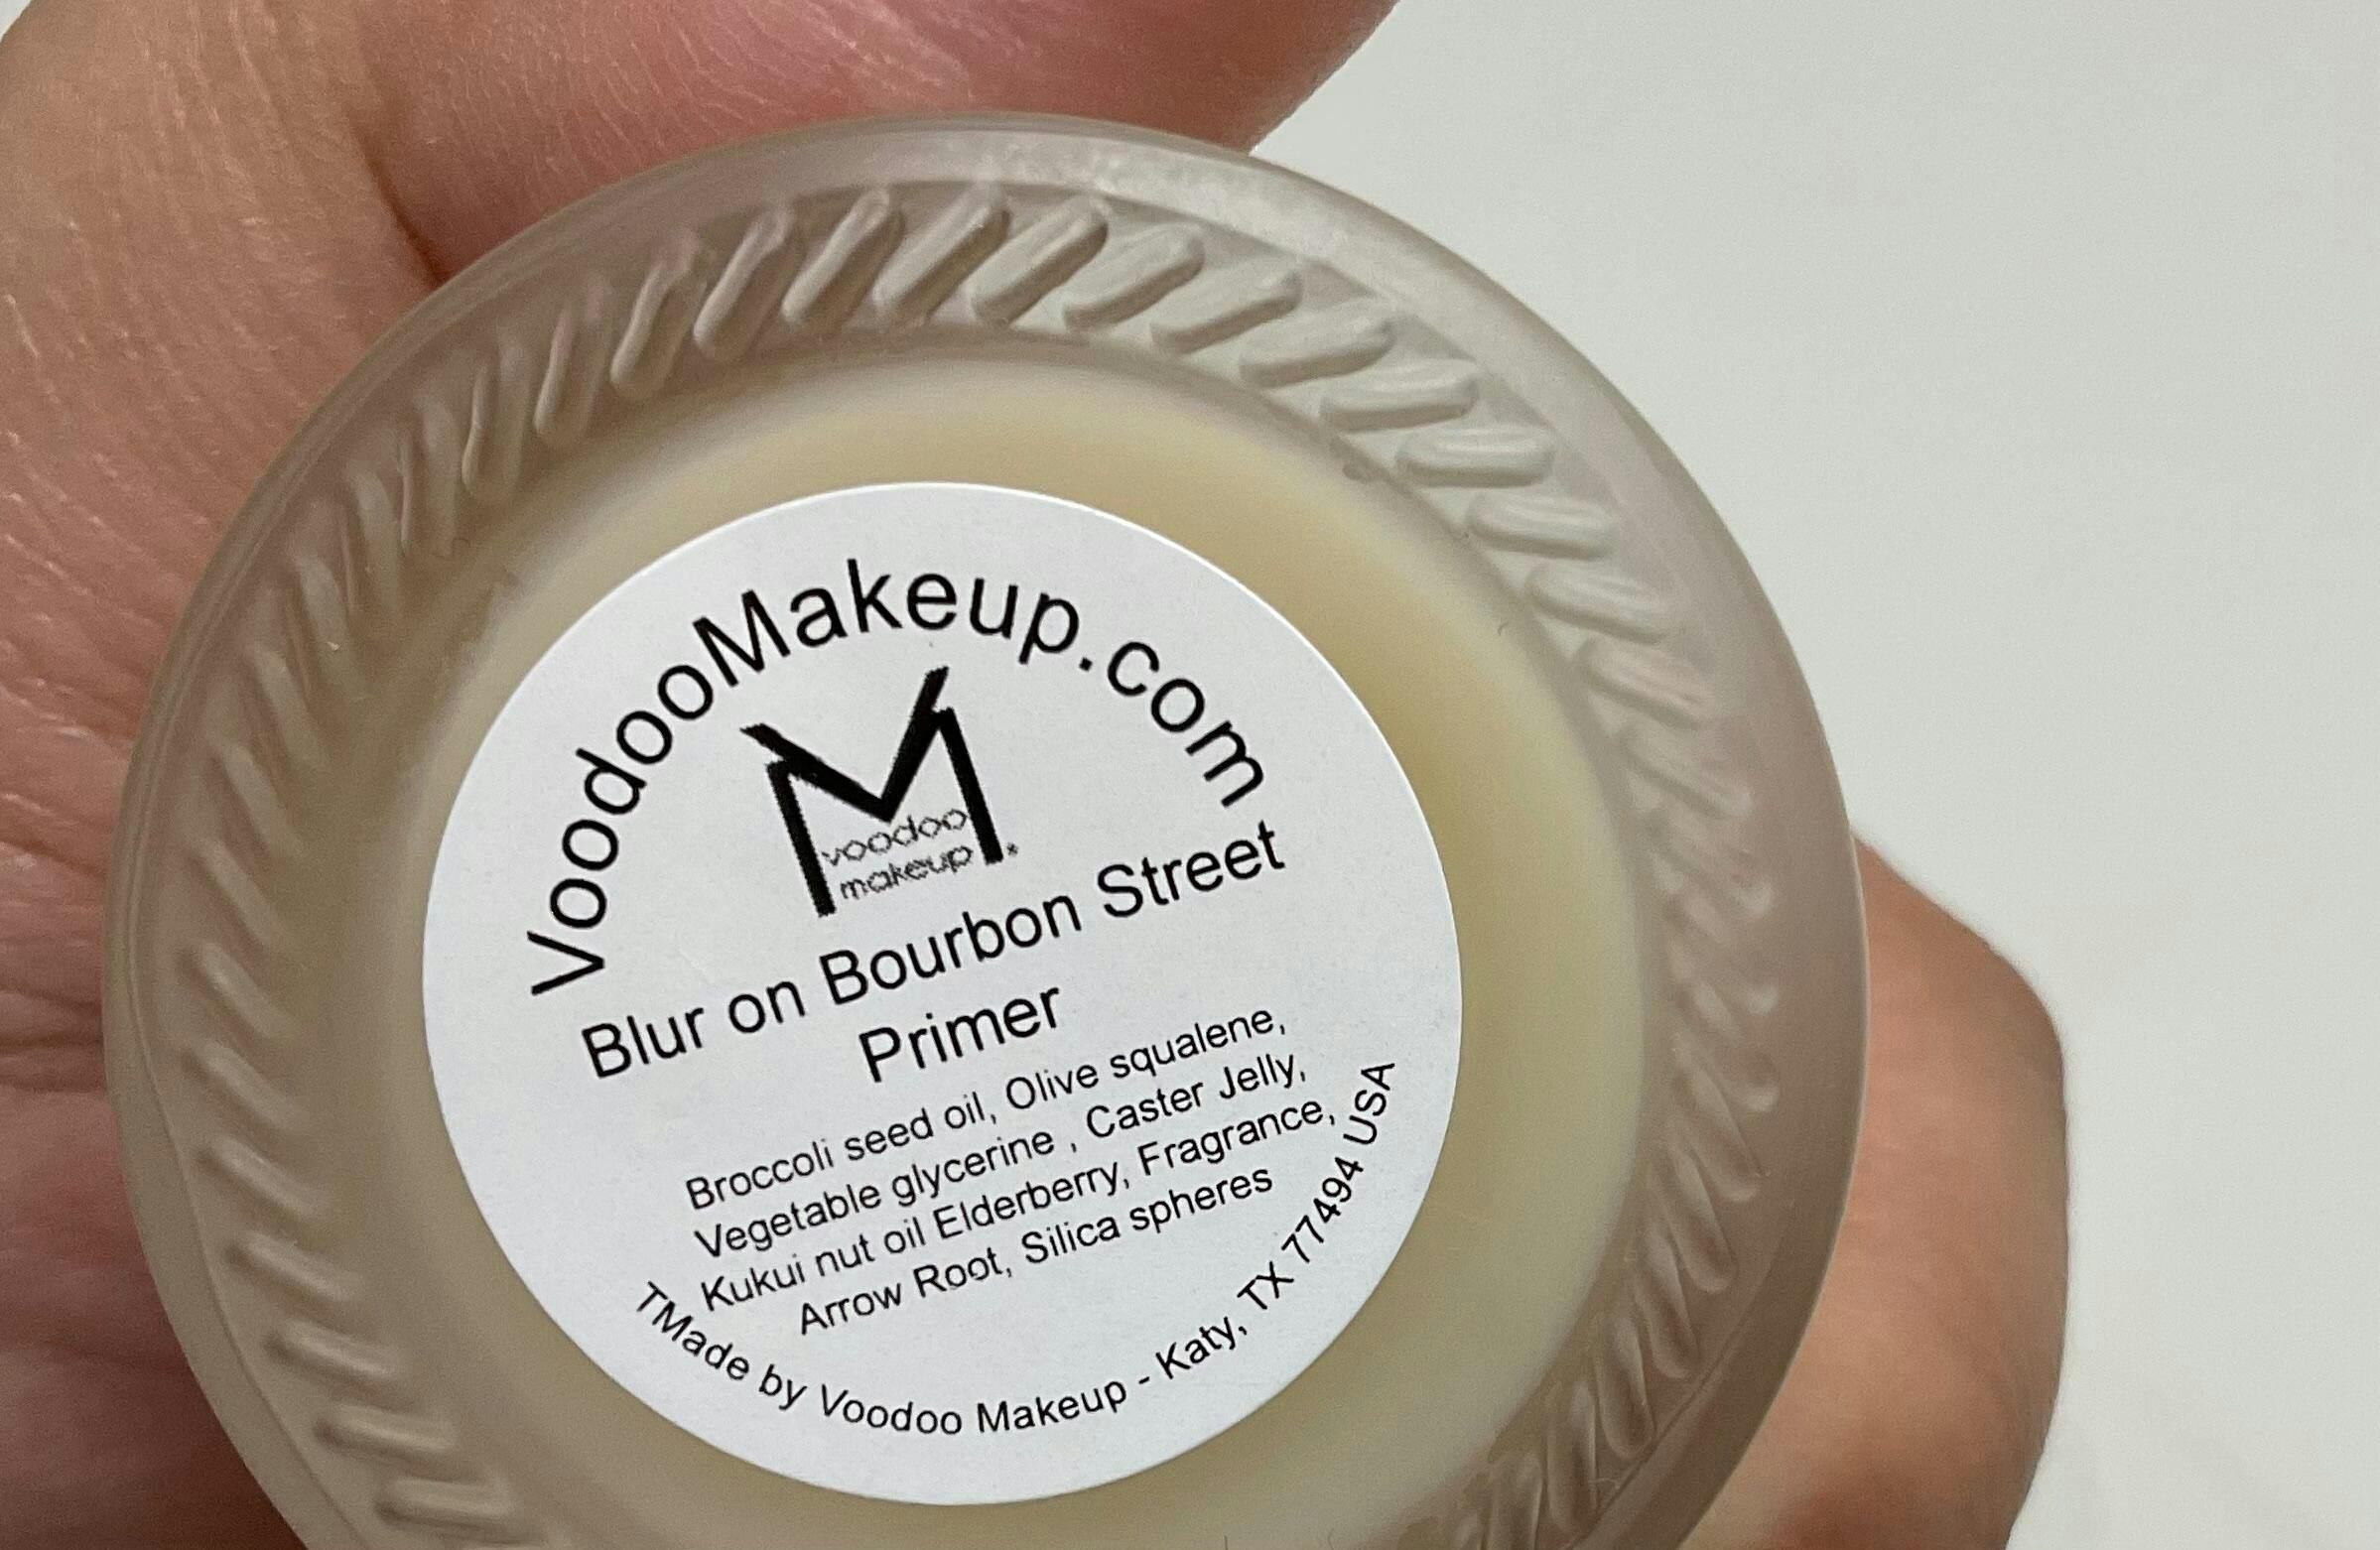 VoodooMakeup.com
voodoo
makeup
Blur on Bourbon Street
Primer
Broccoli seed oil, Olive squalene,
Vegetable glycerine , Caster Jelly,
Kukui nut oil Elderberry, Fragrance,
Arrow Root, Silica spheres
TMade by Voodoo Makeup - Katy, TX 77494 USA